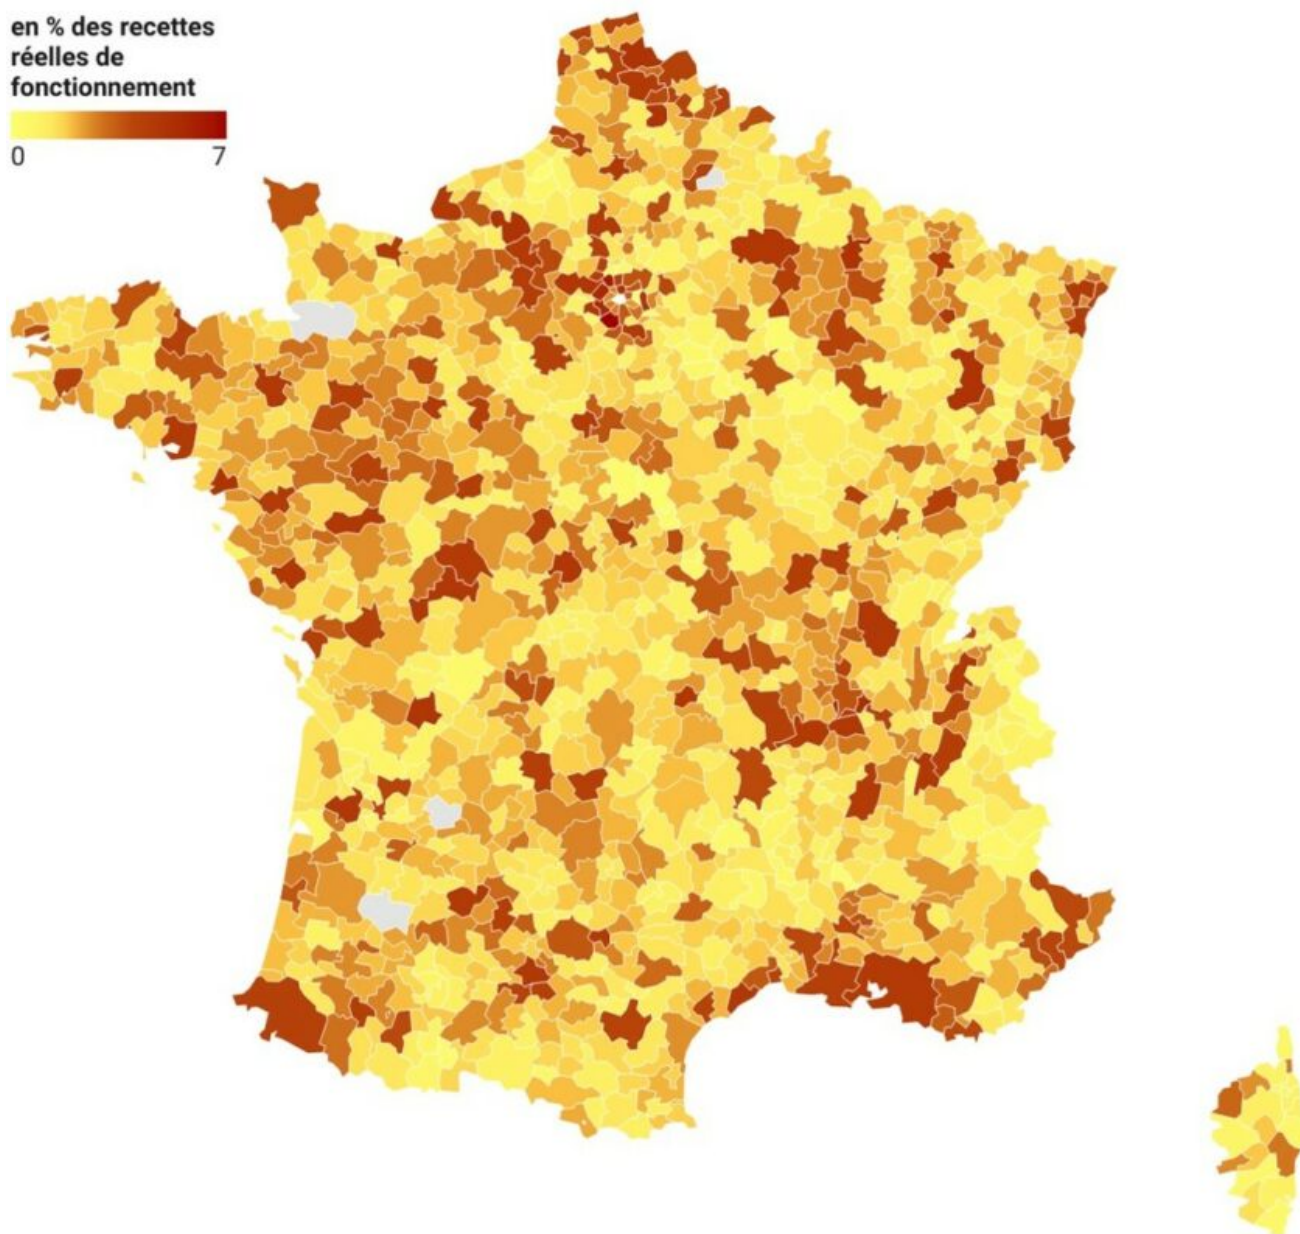 en % des recettes
réelles de
fonctionnement
0 7